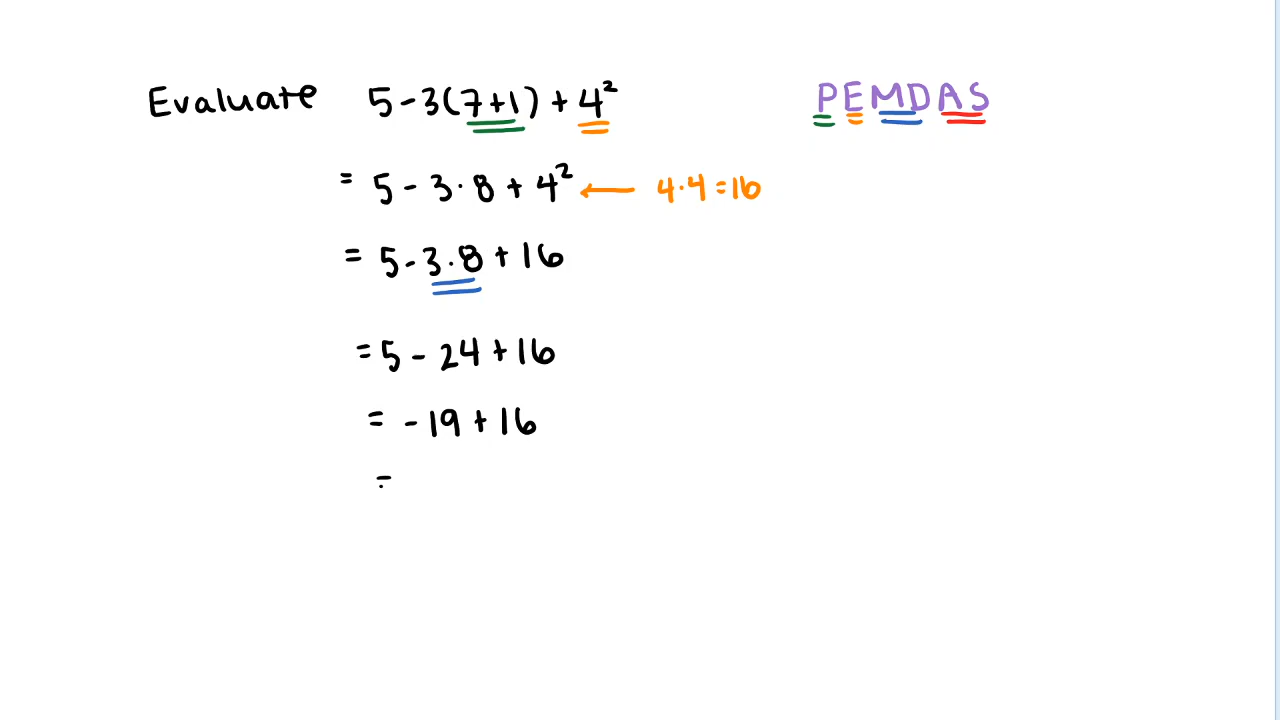 Evaluate 5-3(7+1)+4² PEMDAS
= 5-3·8+4² ← 4·4=16
= 5-3·8+16
= 5-24+16
= -19+16
=